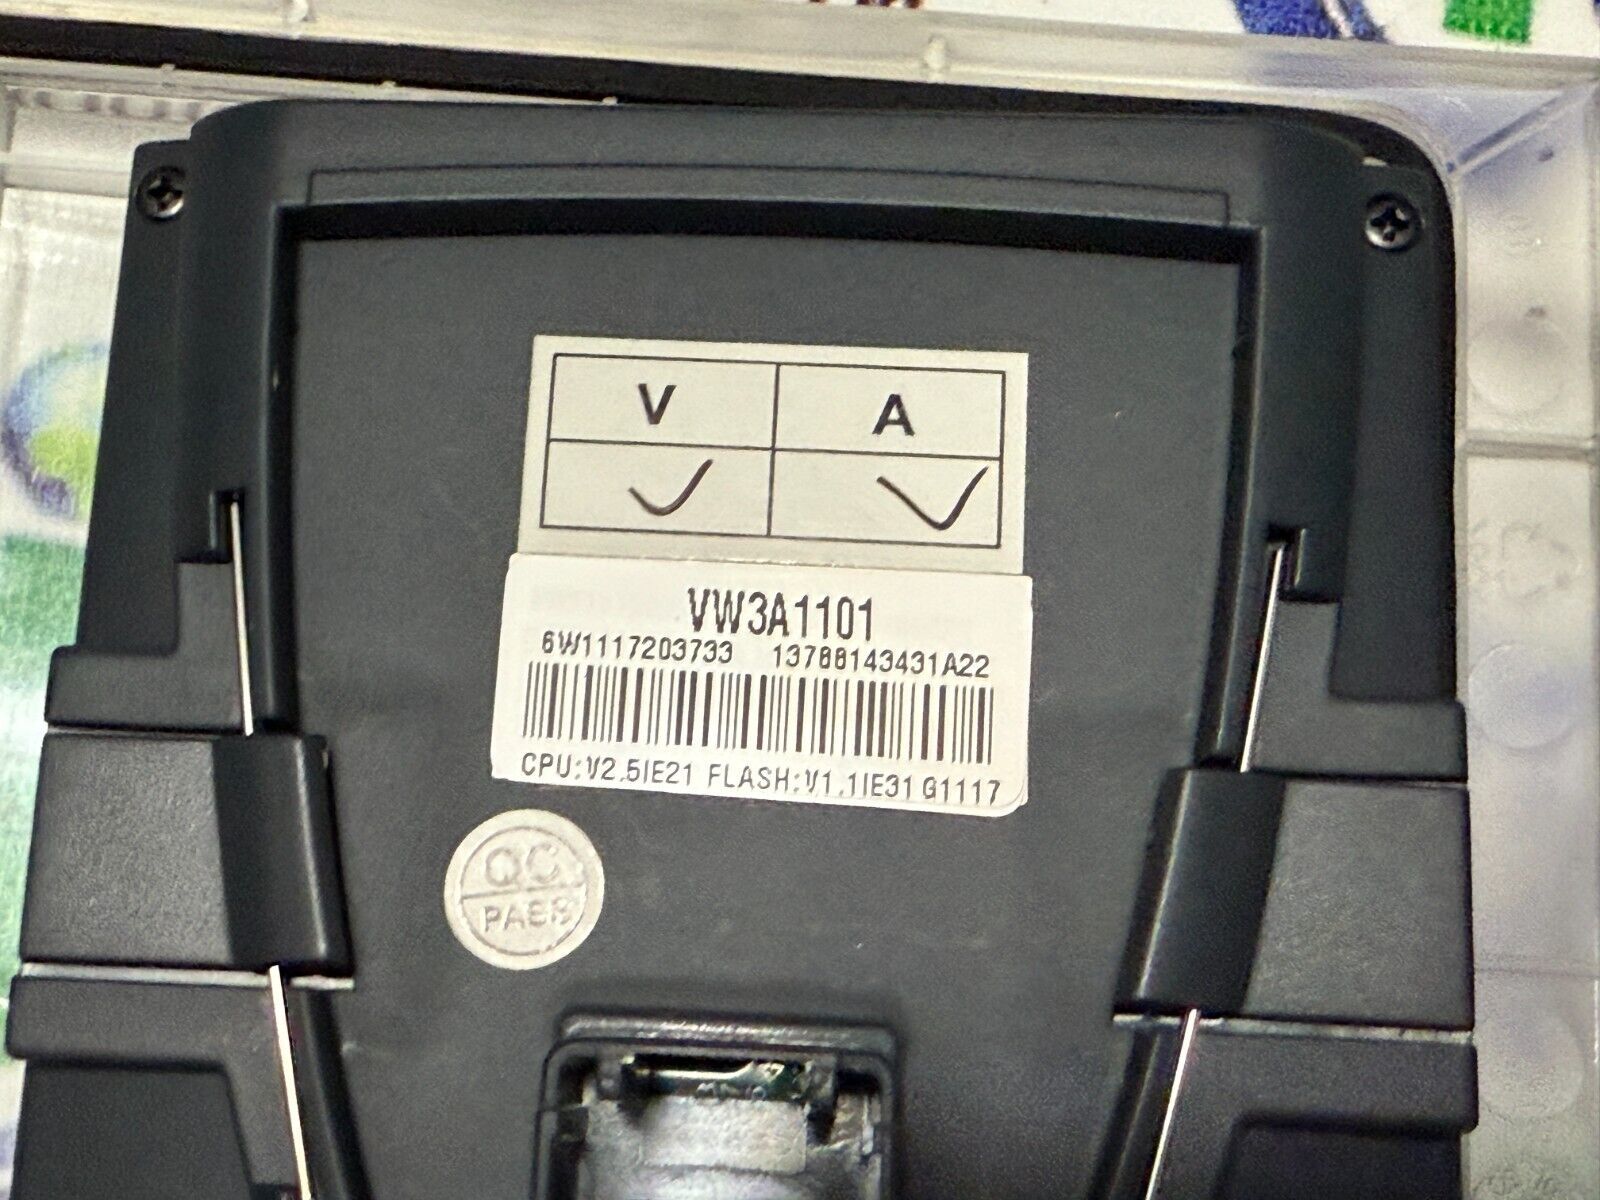 V A
VW3A1101
6W1117203733 13788143431A22
CPU:V2.5IE21 FLASH:V1.1IE31 G1117
QC
PASS